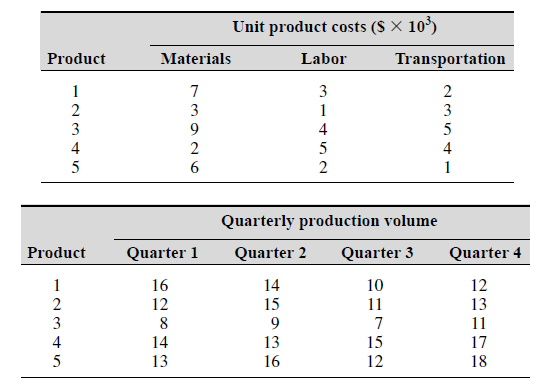 Unit product costs ($ × 10³)
Product Materials Labor Transportation
1 7 3 2
2 3 1 3
3 9 4 5
4 2 5 4
5 6 2 1
Quarterly production volume
Product Quarter 1 Quarter 2 Quarter 3 Quarter 4
1 16 14 10 12
2 12 15 11 13
3 8 9 7 11
4 14 13 15 17
5 13 16 12 18